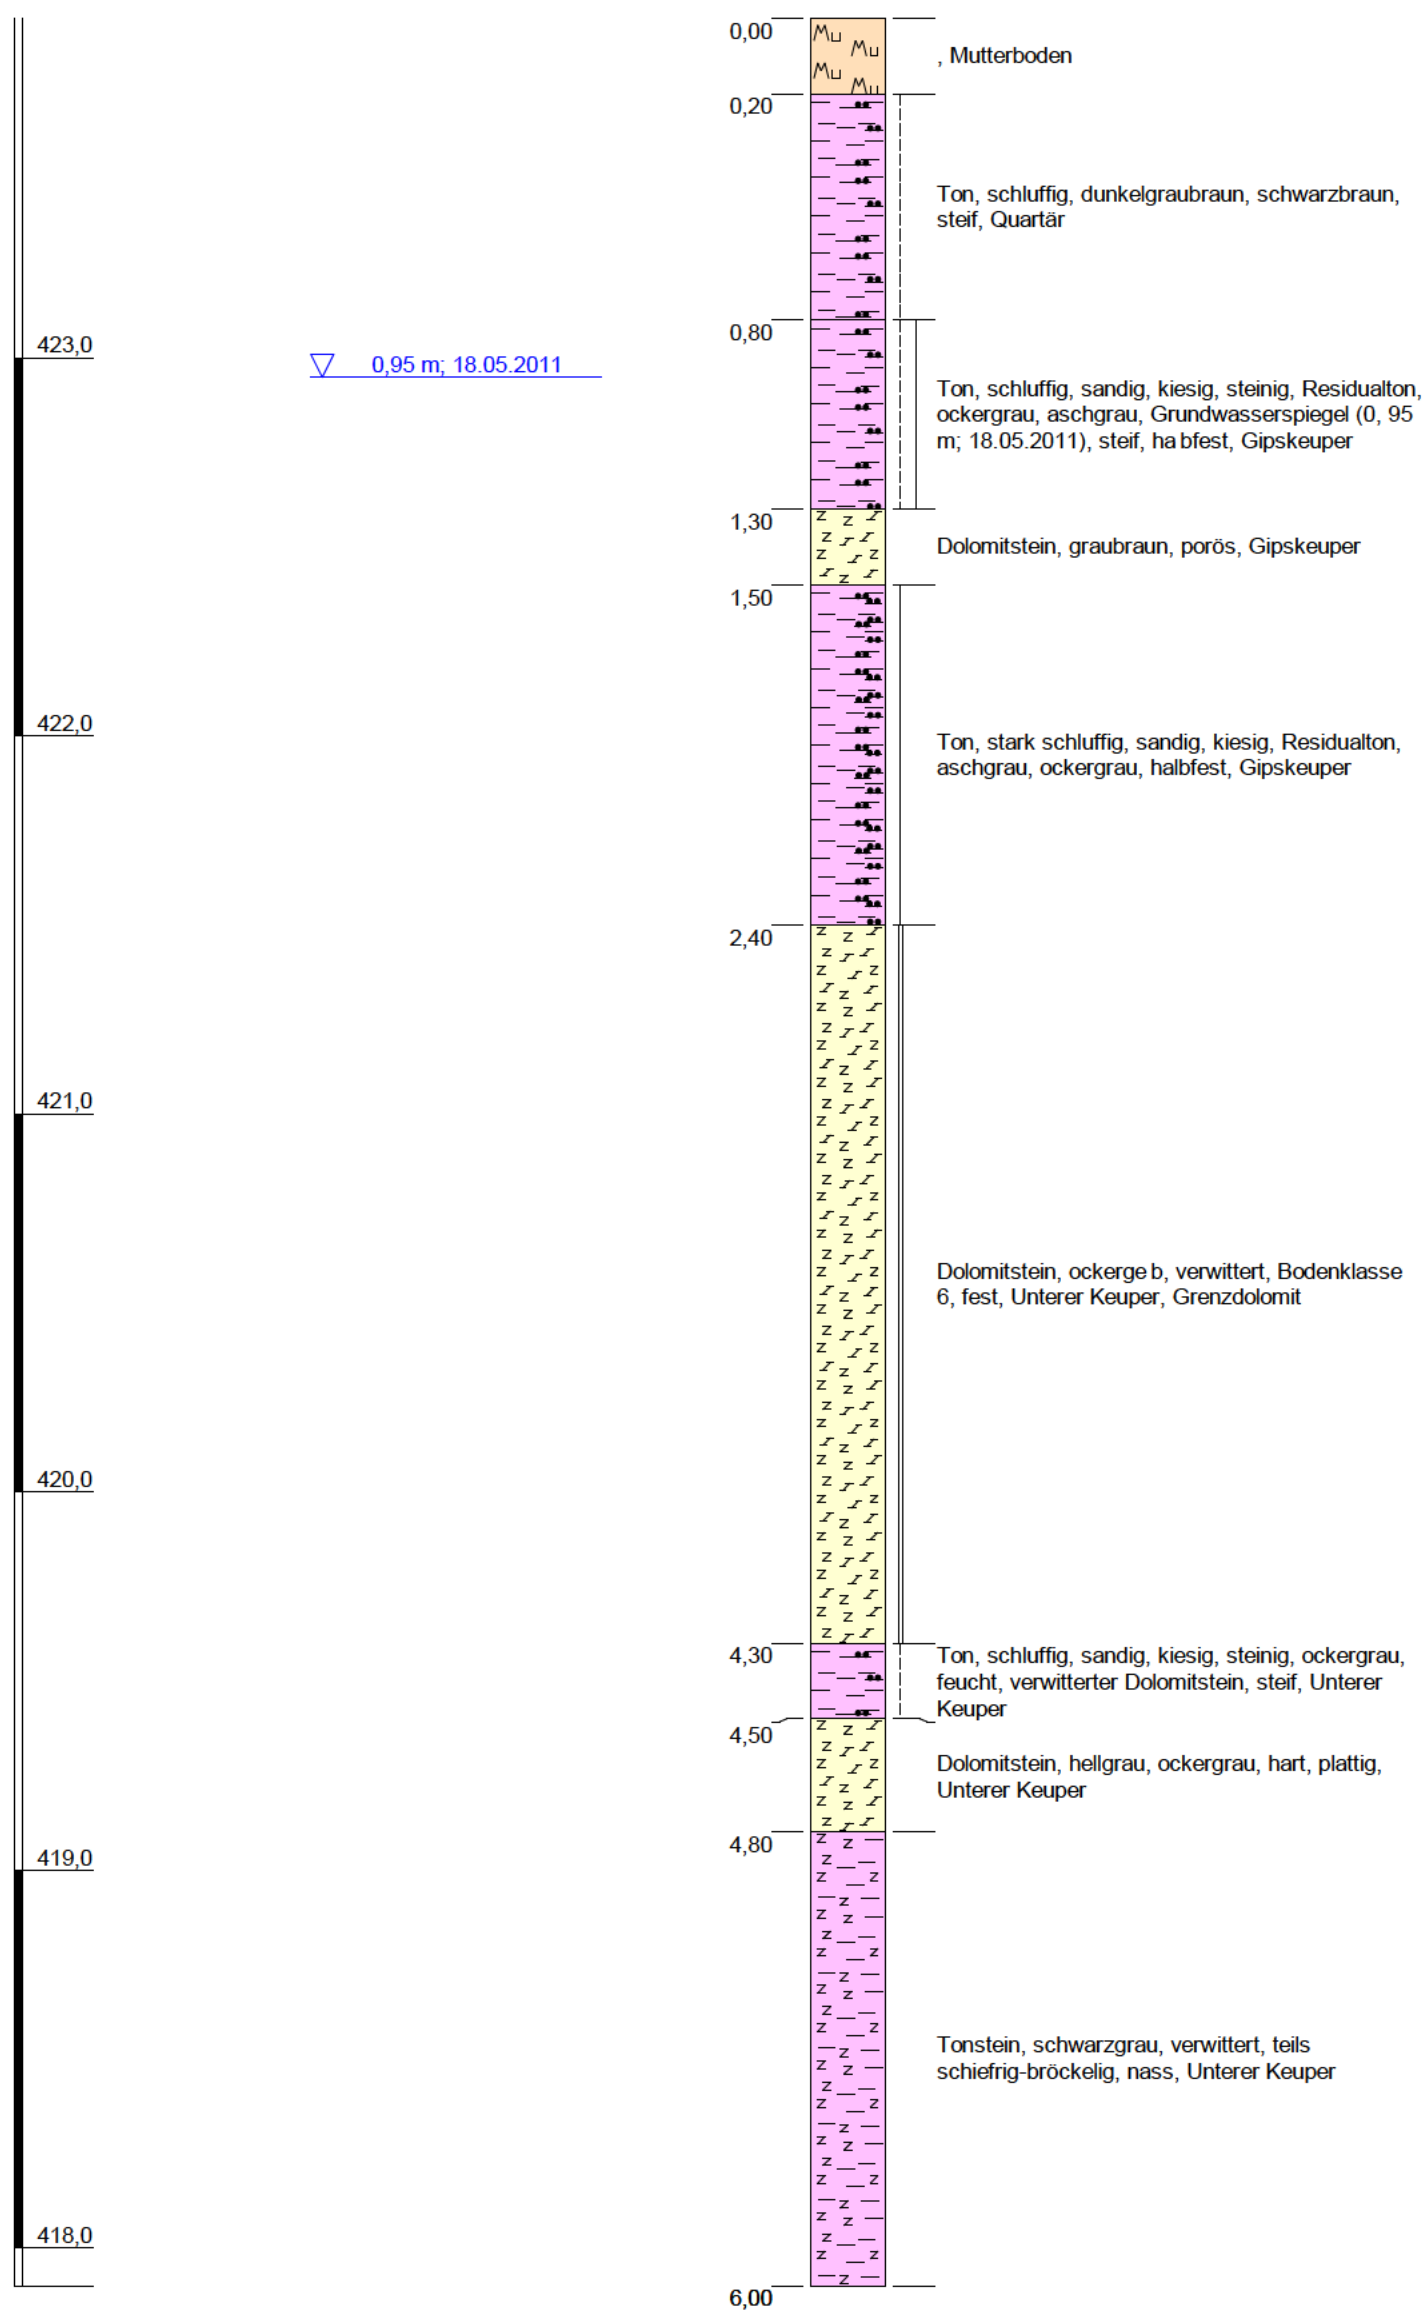 0,00
, Mutterboden
0,20
Ton, schluffig, dunkelgraubraun, schwarzbraun,
steif, Quartär
0,80
423,0
0,95 m; 18.05.2011
Ton, schluffig, sandig, kiesig, steinig, Residualton,
ockergrau, aschgrau, Grundwasserspiegel (0, 95
m; 18.05.2011), steif, ha bfest, Gipskeuper
1,30
Dolomitstein, graubraun, porös, Gipskeuper
1,50
422,0
Ton, stark schluffig, sandig, kiesig, Residualton,
aschgrau, ockergrau, halbfest, Gipskeuper
2,40
421,0
Dolomitstein, ockerge b, verwittert, Bodenklasse
6, fest, Unterer Keuper, Grenzdolomit
420,0
4,30
Ton, schluffig, sandig, kiesig, steinig, ockergrau,
feucht, verwitterter Dolomitstein, steif, Unterer
Keuper
4,50
Dolomitstein, hellgrau, ockergrau, hart, plattig,
Unterer Keuper
4,80
419,0
Tonstein, schwarzgrau, verwittert, teils
schiefrig-bröckelig, nass, Unterer Keuper
418,0
6,00